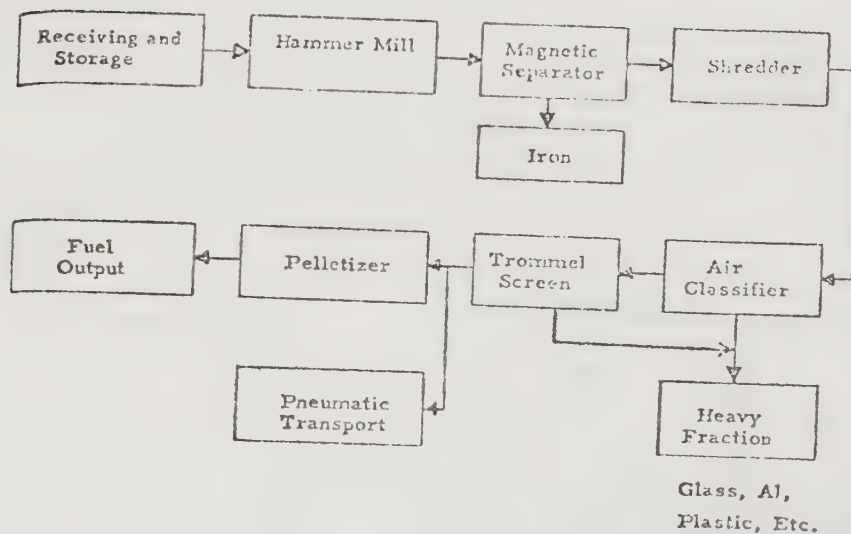 Receiving and
Storage
Hammer Mill
Magnetic
Separator
Shredder
Iron
Fuel
Output
Pelletizer
Trommel
Screen
Air
Classifier
Pneumatic
Transport
Heavy
Fraction
Glass, Al,
Plastic, Etc.